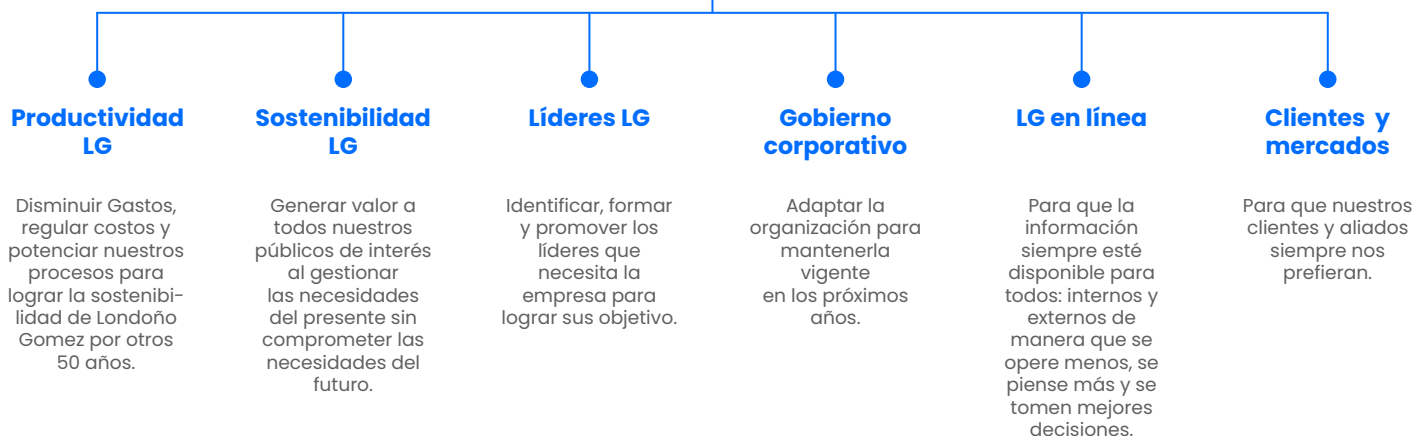 Productividad
LG
Disminuir Gastos,
regular costos y
potenciar nuestros
procesos para
lograr la sostenibi-
lidad de Londoño
Gomez por otros
50 años.
Sostenibilidad
LG
Generar valor a
todos nuestros
públicos de interés
al gestionar
las necesidades
del presente sin
comprometer las
necesidades del
futuro.
Líderes LG
Identificar, formar
y promover los
líderes que
necesita la
empresa para
lograr sus objetivo.
Gobierno
corporativo
Adaptar la
organización para
mantenerla
vigente
en los próximos
años.
LG en línea
Para que la
información
siempre esté
disponible para
todos: internos y
externos de
manera que se
opere menos, se
piense más y se
tomen mejores
decisiones.
Clientes y
mercados
Para que nuestros
clientes y aliados
siempre nos
prefieran.